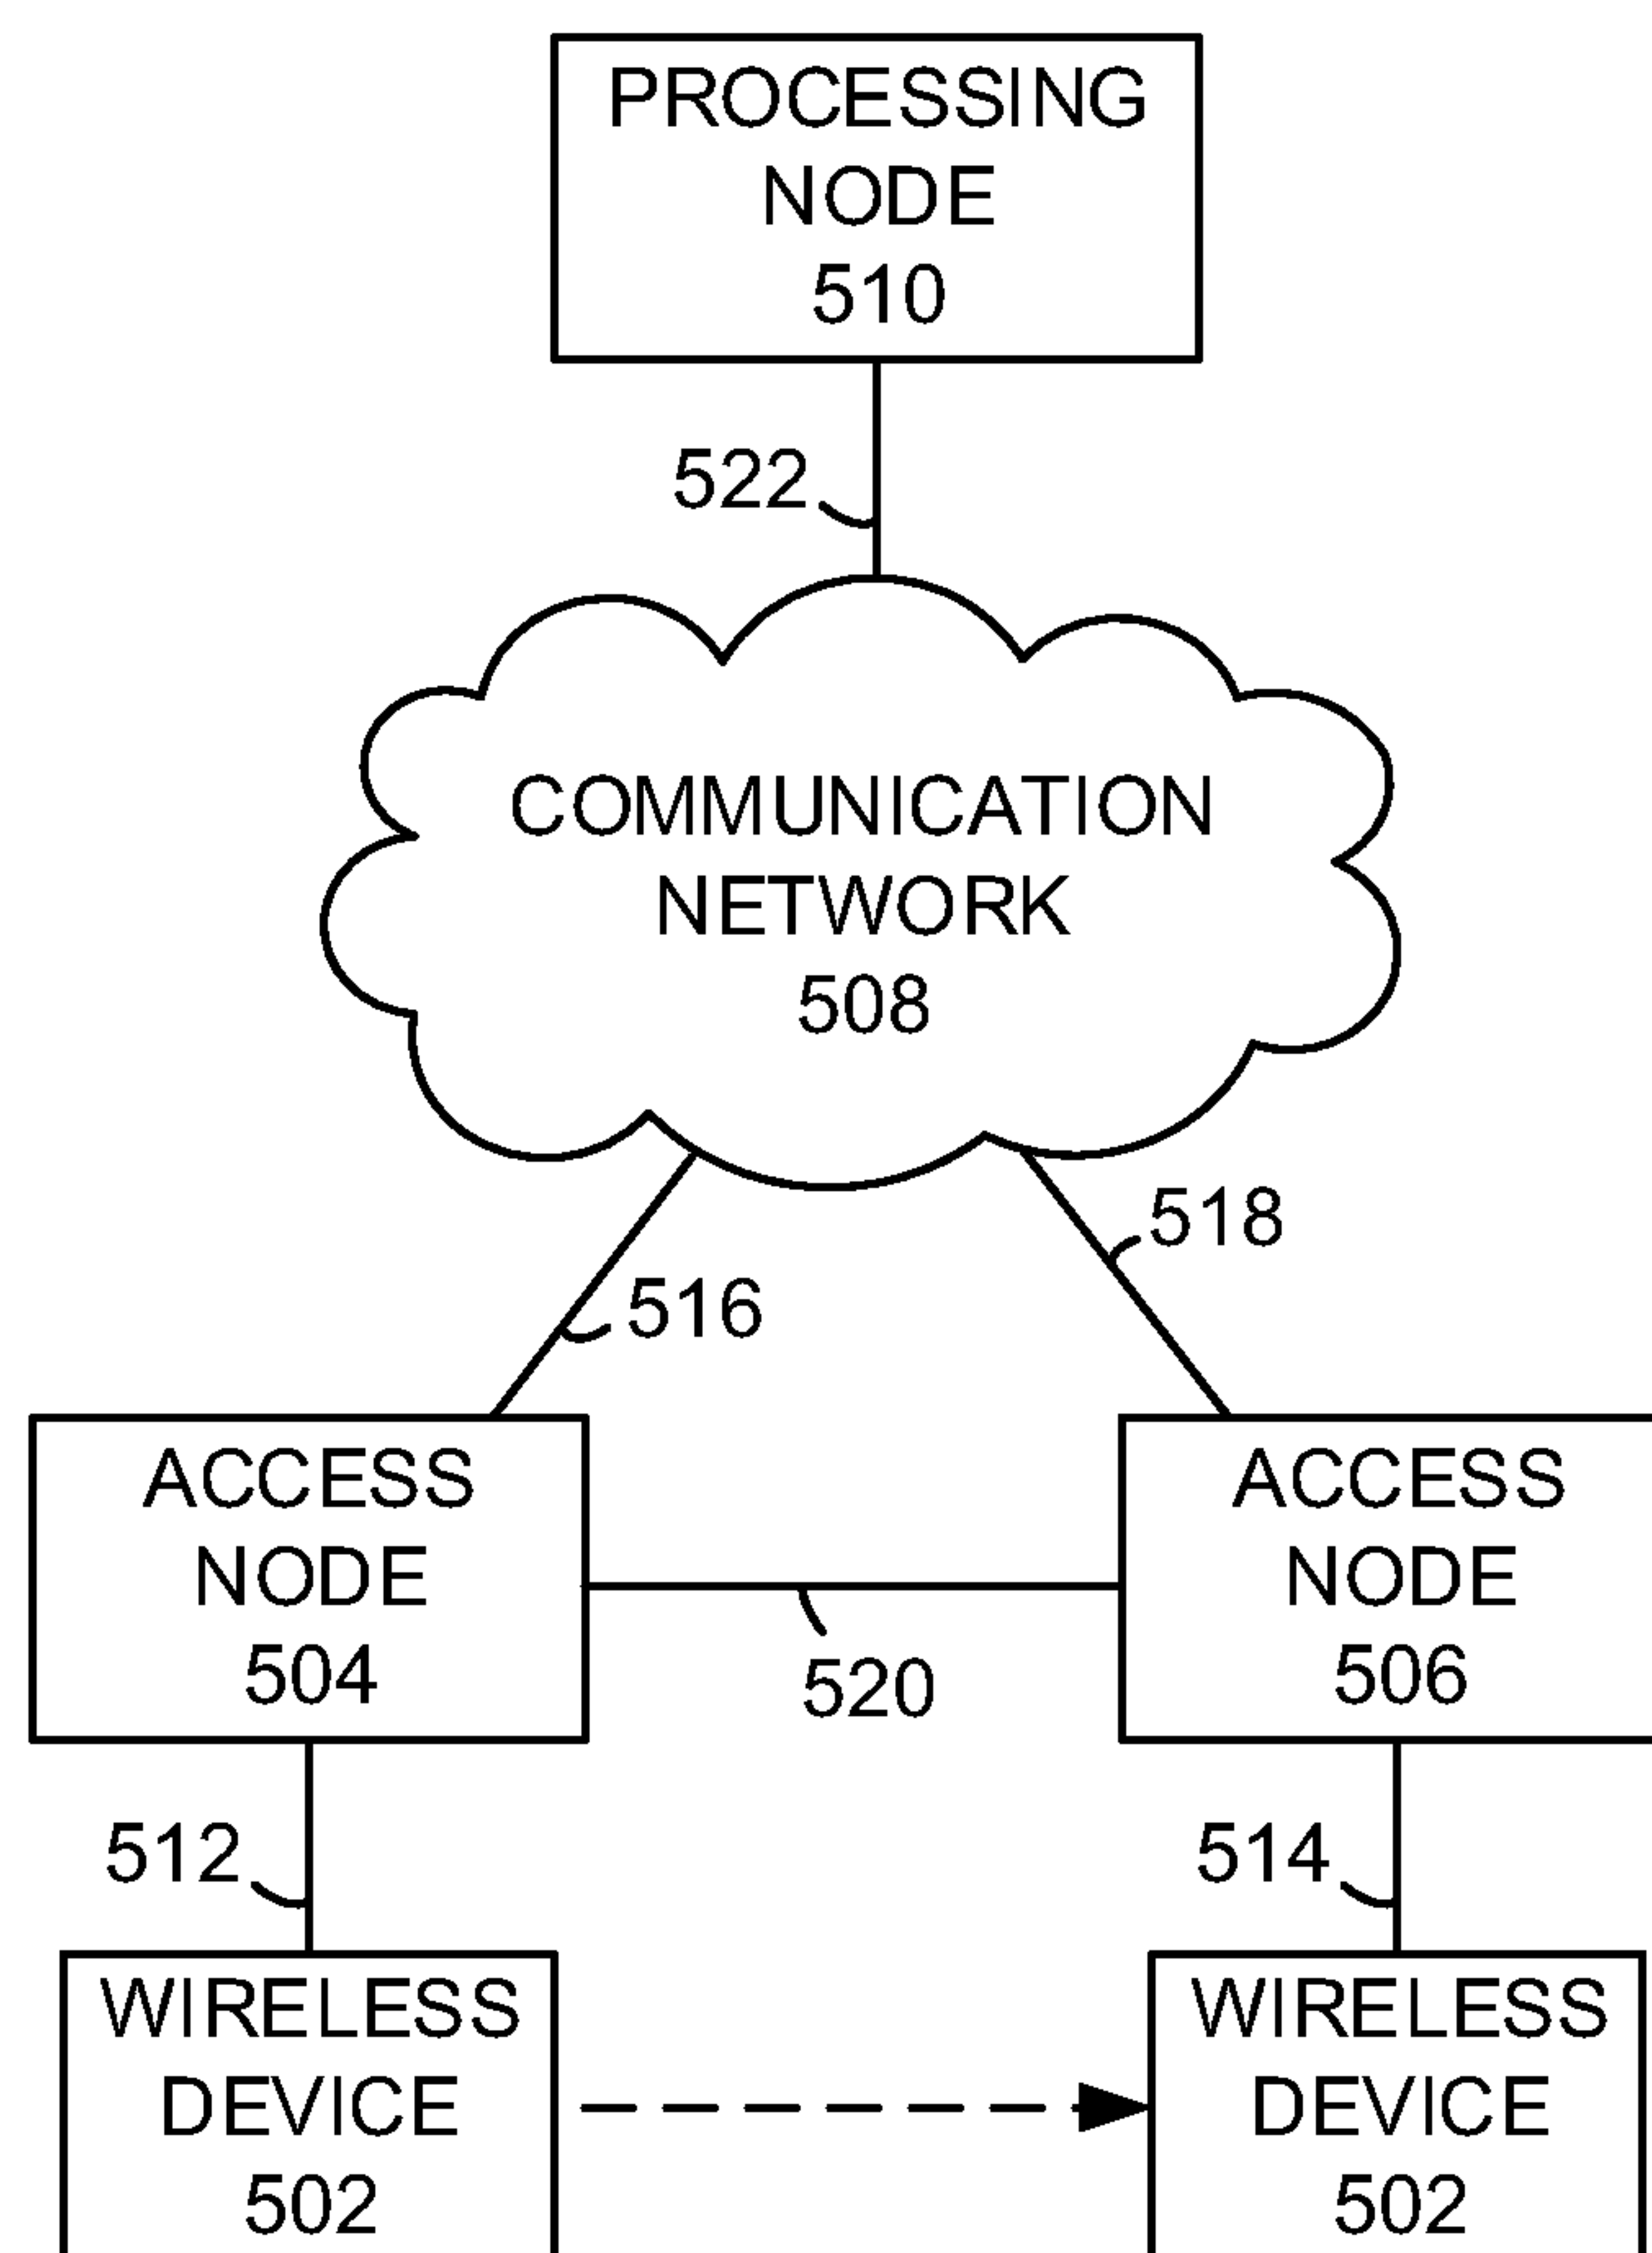 PROCESSING
NODE
510
522
COMMUNICATION
NETWORK
508
518
516
ACCESS
NODE
504
ACCESS
NODE
506
520
512
514
WIRELESS
DEVICE
502
WIRELESS
DEVICE
502